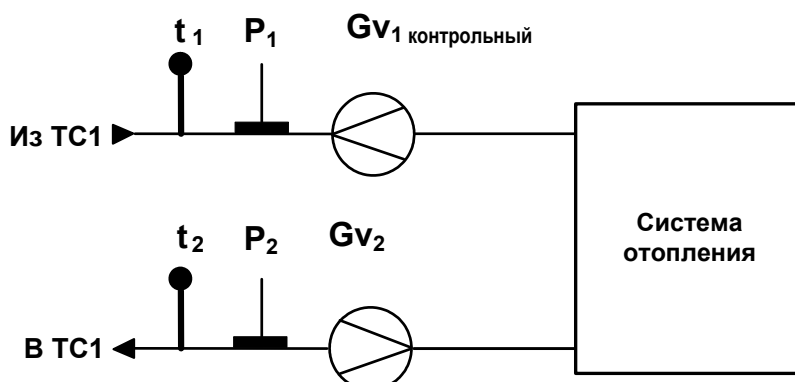 t1 P1 Gv1 контрольный
Из ТС1
Система
отопления
t2 P2 Gv2
В ТС1